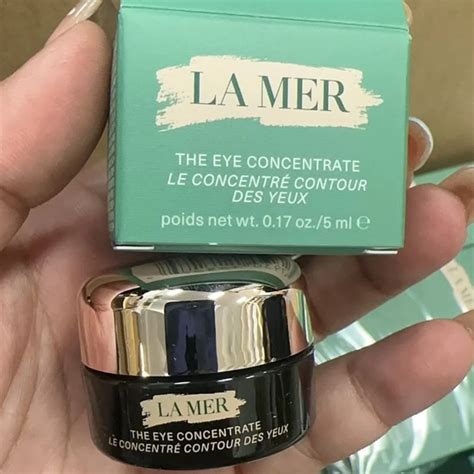 LA MER
THE EYE CONCENTRATE
LE CONCENTRÉ CONTOUR
DES YEUX
poids net wt. 0.17 oz./5 ml ℮
LA MER
THE EYE CONCENTRATE
LE CONCENTRÉ CONTOUR DES YEUX
A MER